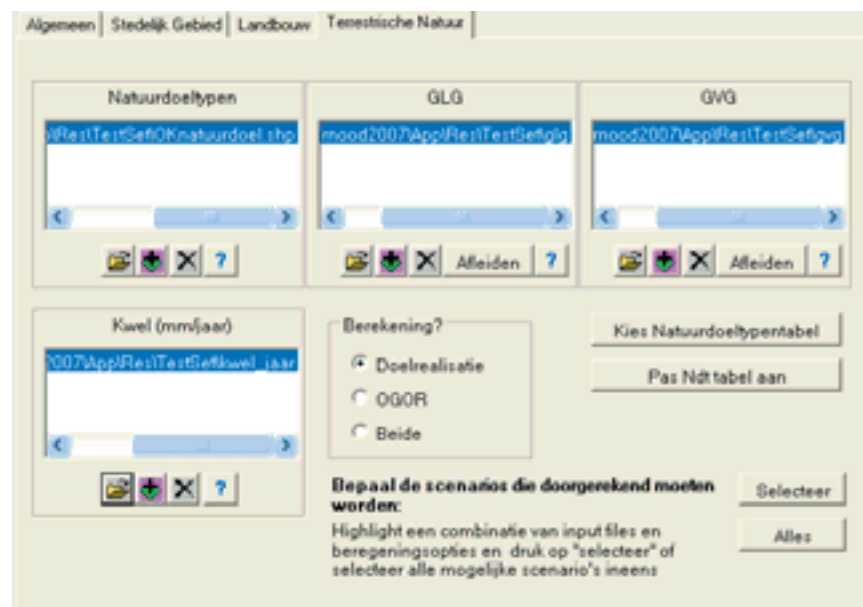 Algemeen Stedelijk Gebied Landbouw Terrestrische Natuur
Natuurdoeltypen GLG GVG
\Res\TestSet\OKnatuurdoel.shp mood2007\App\Res\TestSet\glg mood2007\App\Res\TestSet\gvg
? Afleiden ? Afleiden ?
Kwel (mm/jaar) Berekening? Kies Natuurdoeltypentabel
2007\App\Res\TestSet\kwel_jaar Doelrealisatie Pas Ndt tabel aan
OGOR
Beide
?
Bepaal de scenarios die doorgerekend moeten Selecteer
worden:
Highlight een combinatie van input files en Alles
beregeningsopties en druk op "selecteer" of
selecteer alle mogelijke scenario's ineens